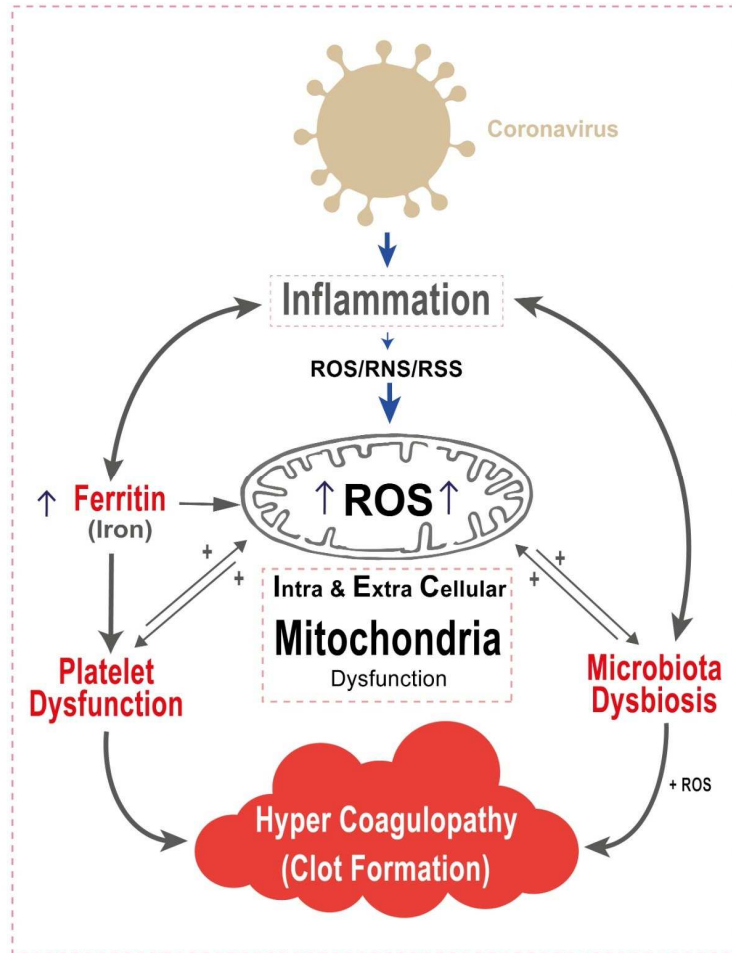 Coronavirus
Inflammation
ROS/RNS/RSS
↑ Ferritin
(Iron)
↑ ROS ↑
+
+
+
+
Intra & Extra Cellular
Mitochondria
Dysfunction
Platelet
Dysfunction
Microbiota
Dysbiosis
+ ROS
Hyper Coagulopathy
(Clot Formation)